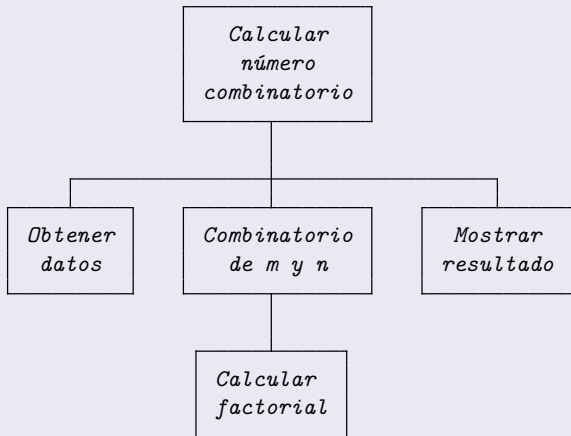 Calcular
número
combinatorio
Obtener
datos
Combinatorio
de m y n
Mostrar
resultado
Calcular
factorial